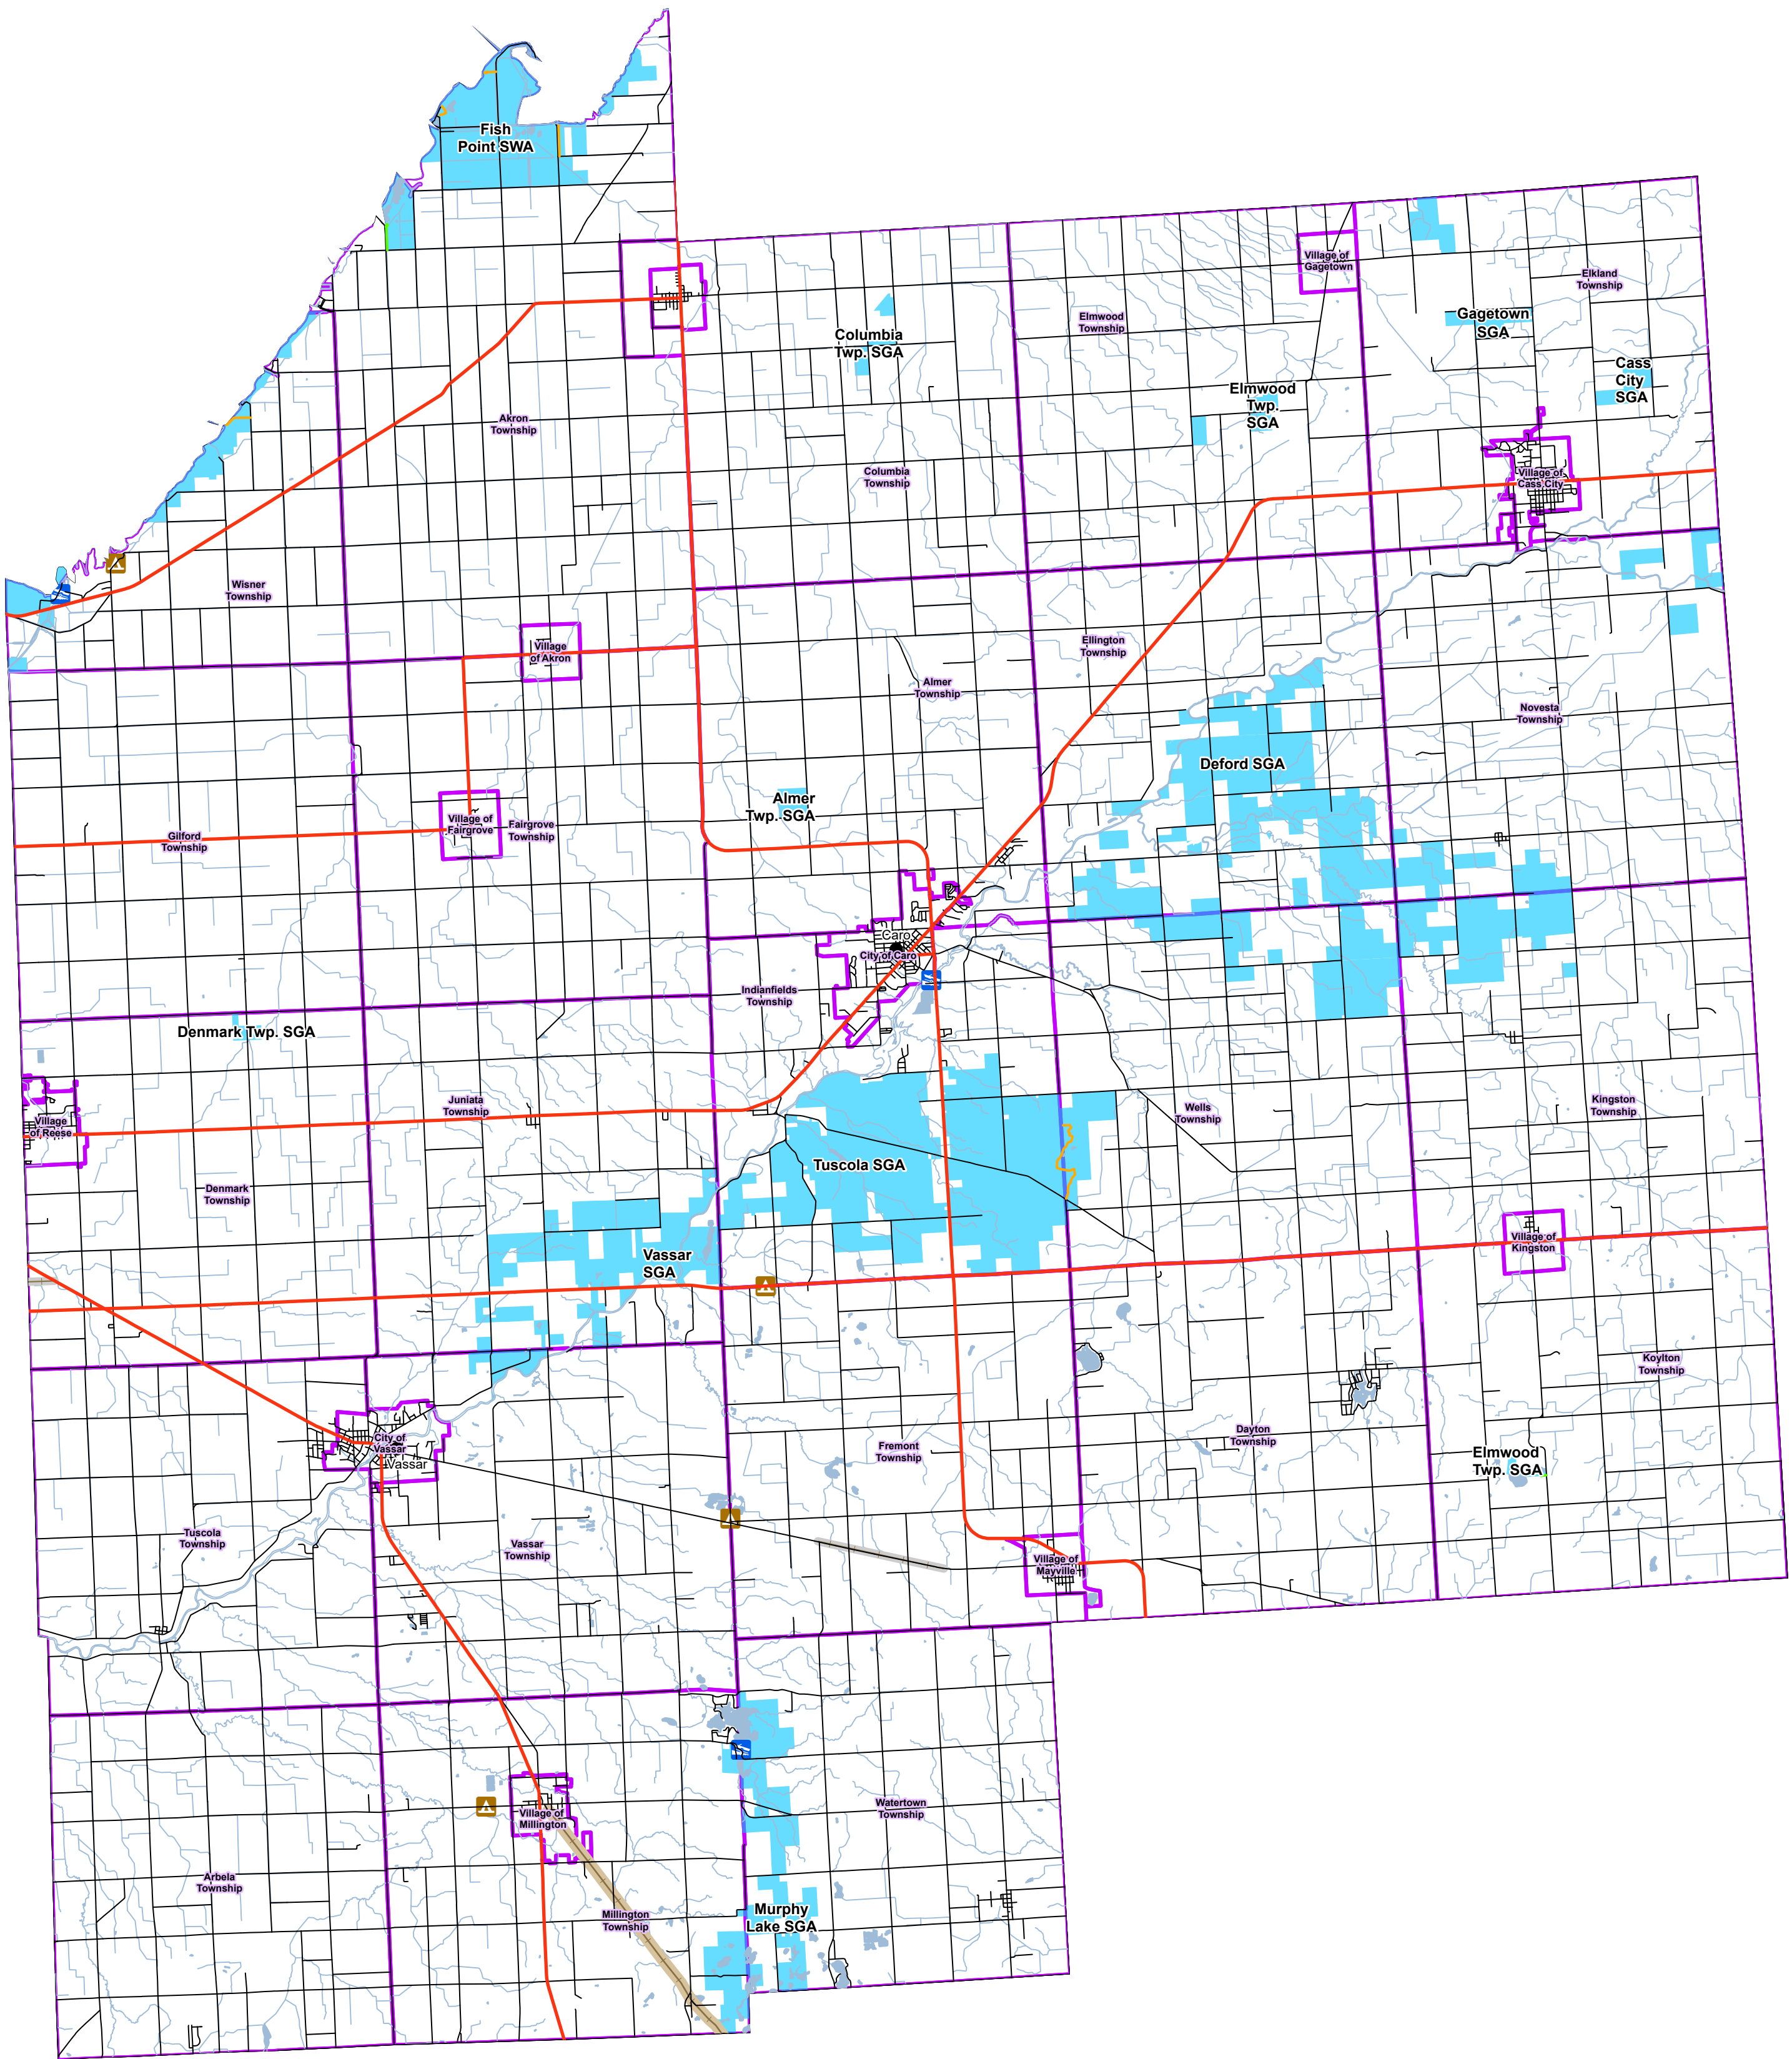 Fish
Point SWA
Village of
Gagetown
Elkland
Township
Gagetown
SGA
Elmwood
Township
Columbia
Twp. SGA
Cass
City
SGA
Elmwood
Twp.
SGA
Akron
Township
Columbia
Township
Village of
Cass City
Wisner
Township
Village
of Akron
Ellington
Township
Almer
Township
Novesta
Township
Deford SGA
Almer
Twp. SGA
Village of
Fairgrove
Fairgrove
Township
Gilford
Township
Caro
City of Caro
Indianfields
Township
Denmark Twp. SGA
Village
of Reese
Juniata
Township
Wells
Township
Kingston
Township
Tuscola SGA
Denmark
Township
Vassar
SGA
Village of
Kingston
Koylton
Township
City of
Vassar
Vassar
Fremont
Township
Dayton
Township
Elmwood
Twp. SGA
Tuscola
Township
Vassar
Township
Village of
Mayville
Village of
Millington
Watertown
Township
Arbela
Township
Millington
Township
Murphy
Lake SGA